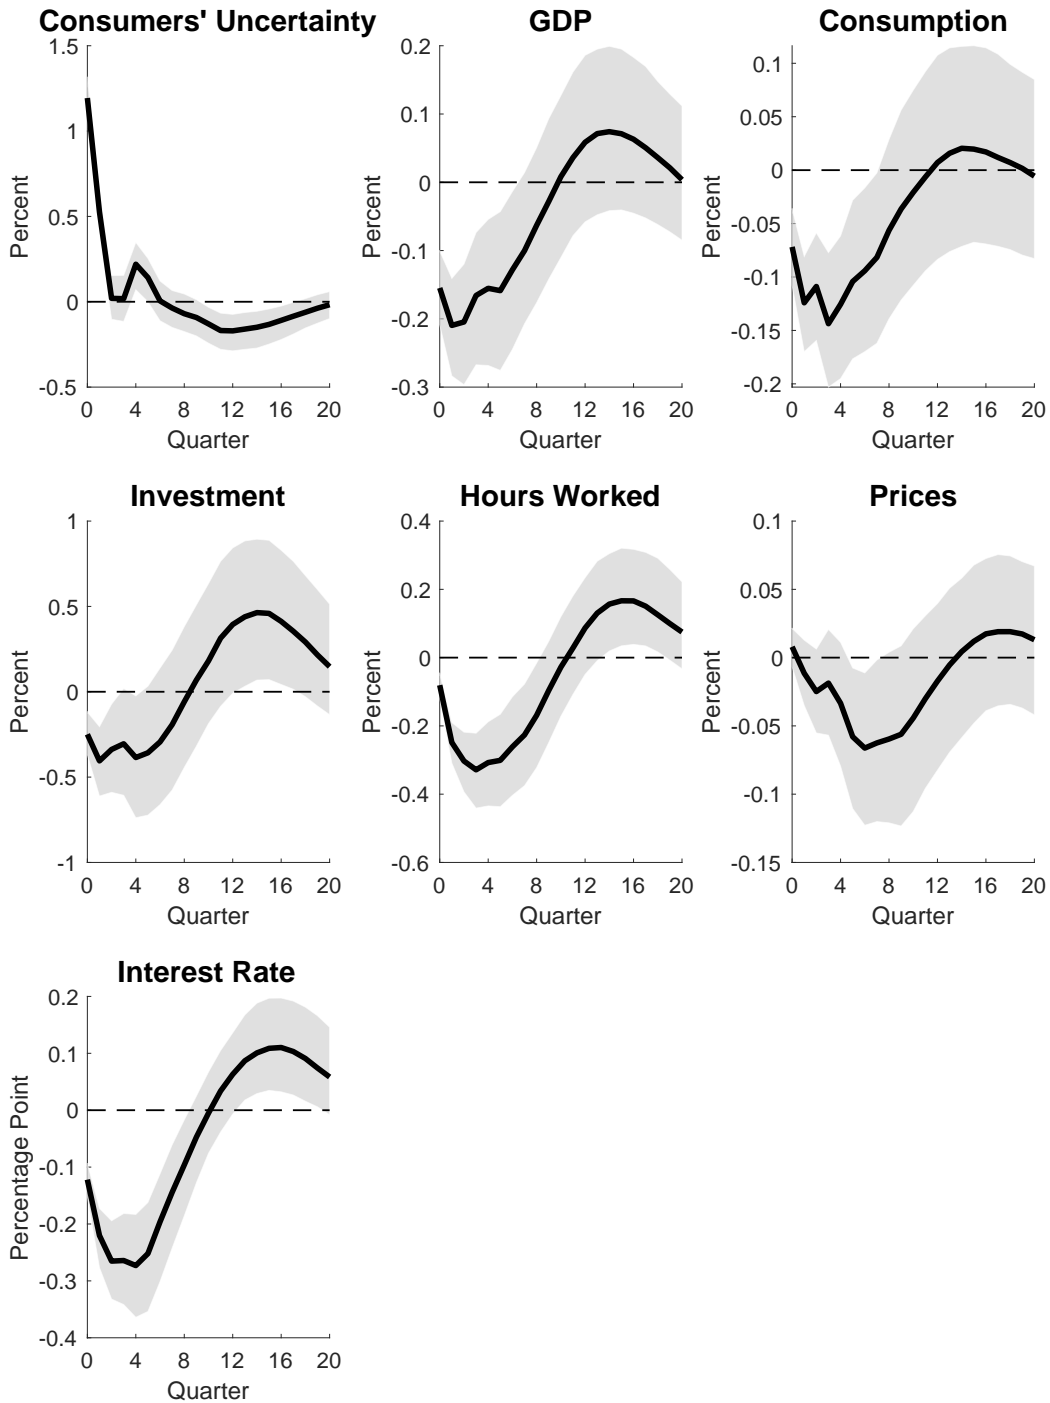 Consumers' Uncertainty
1.5
1
0.5
0
-0.5
Percent
0 4 8 12 16 20
Quarter
GDP
0.2
0.1
0
-0.1
-0.2
-0.3
Percent
0 4 8 12 16 20
Quarter
Consumption
0.1
0.05
0
-0.05
-0.1
-0.15
-0.2
Percent
0 4 8 12 16 20
Quarter
Investment
1
0.5
0
-0.5
-1
Percent
0 4 8 12 16 20
Quarter
Hours Worked
0.4
0.2
0
-0.2
-0.4
-0.6
Percent
0 4 8 12 16 20
Quarter
Prices
0.1
0.05
0
-0.05
-0.1
-0.15
Percent
0 4 8 12 16 20
Quarter
Interest Rate
0.2
0.1
0
-0.1
-0.2
-0.3
-0.4
Percentage Point
0 4 8 12 16 20
Quarter